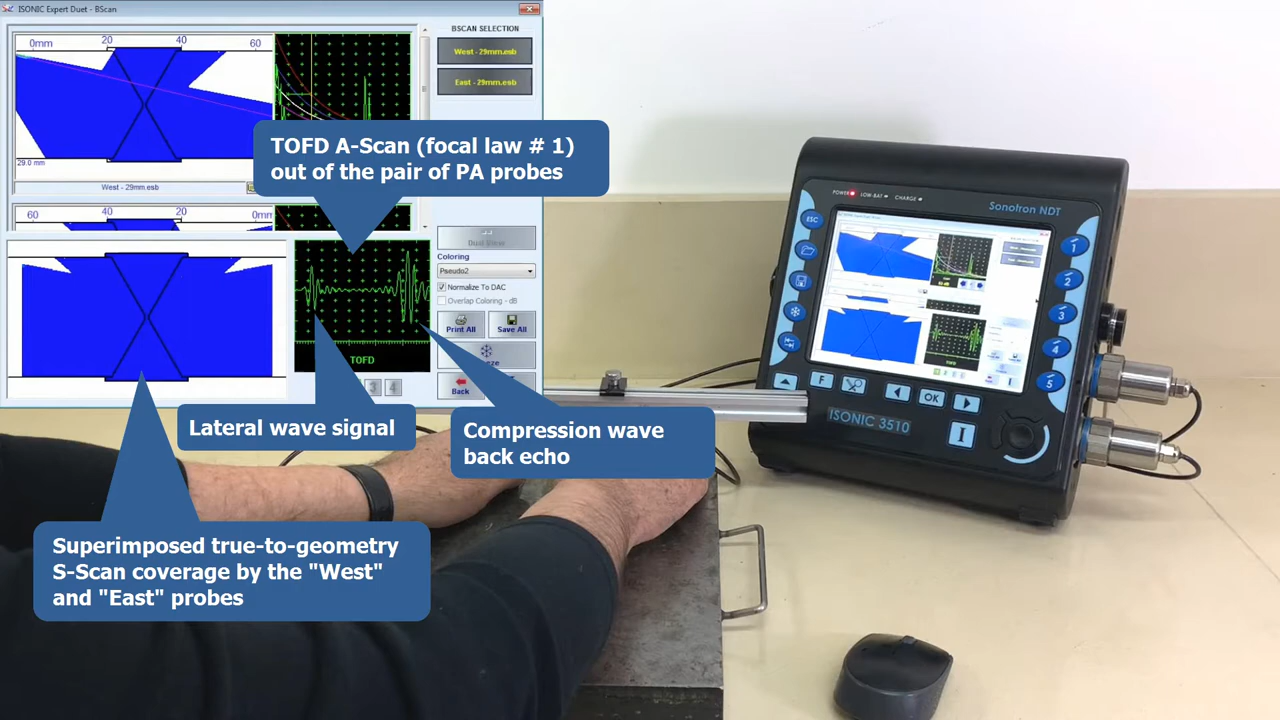 ISONIC Expert Duet - BScan
0mm 20 40 60
29.0 mm
West - 29mm.esb
60 40 20 0mm
BSCAN SELECTION
West - 29mm.esb
East - 29mm.esb
TOFD A-Scan (focal law # 1)
out of the pair of PA probes
Coloring
Pseudo2
Normalize To DAC
Overlap Coloring - dB
Print All Save All
TOFD
3 4
Back
Lateral wave signal
Compression wave
back echo
Superimposed true-to-geometry
S-Scan coverage by the "West"
and "East" probes
POWER LOW-BAT CHARGE
Sonotron NDT
ESC
1
2
3
4
5
F
OK
ISONIC 3510
I